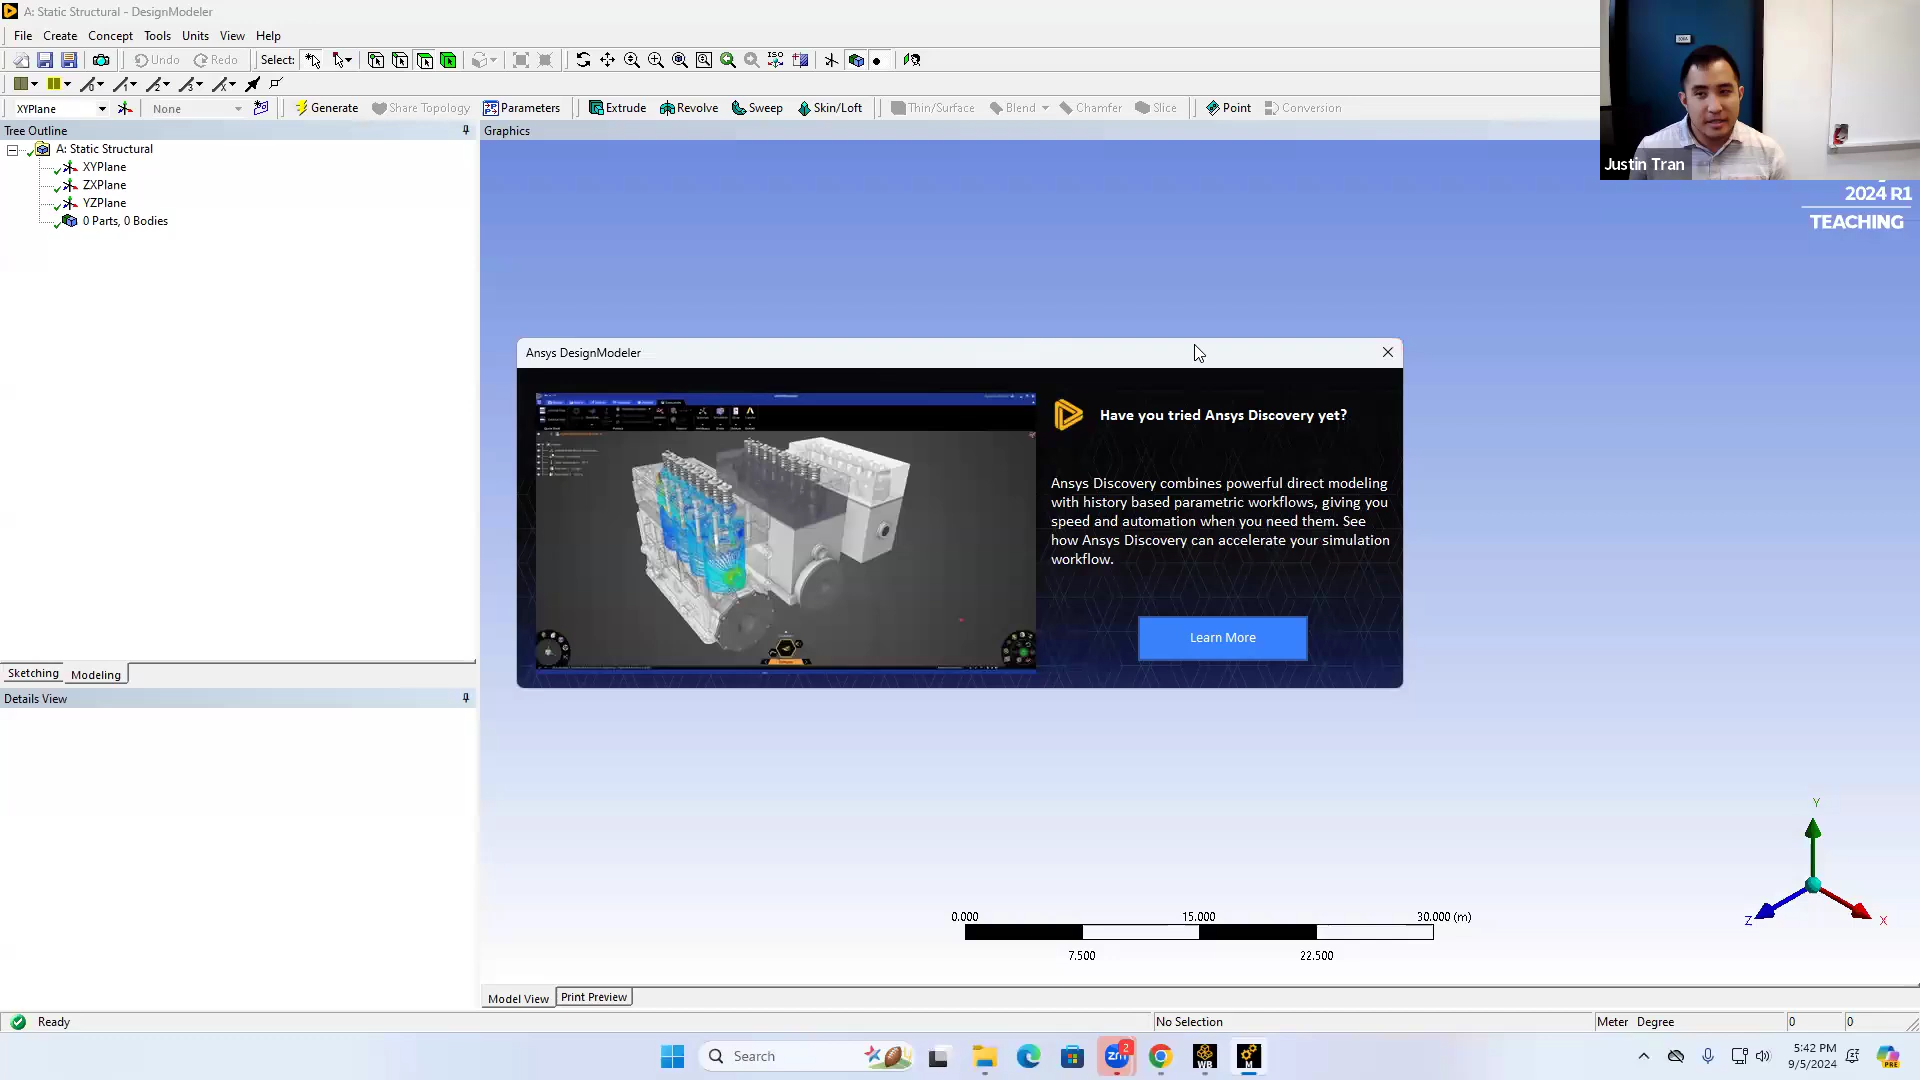 A: Static Structural - DesignModeler
File Create Concept Tools Units View Help
Undo Redo Select:
XYPlane None Generate Share Topology Parameters Extrude Revolve Sweep Skin/Loft Thin/Surface Blend Chamfer Slice Point Conversion
Tree Outline
Graphics
A: Static Structural
XYPlane
ZXPlane
YZPlane
0 Parts, 0 Bodies
Justin Tran
2024 R1
TEACHING
Ansys DesignModeler
Have you tried Ansys Discovery yet?
Ansys Discovery combines powerful direct modeling
with history based parametric workflows, giving you
speed and automation when you need them. See
how Ansys Discovery can accelerate your simulation
workflow.
Learn More
Sketching Modeling
Details View
Y
Z
X
0.000 15.000 30.000 (m)
7.500 22.500
Model View Print Preview
Ready
No Selection
Meter Degree 0 0
Search
zm
2
WB
M
5:42 PM
9/5/2024
PRE